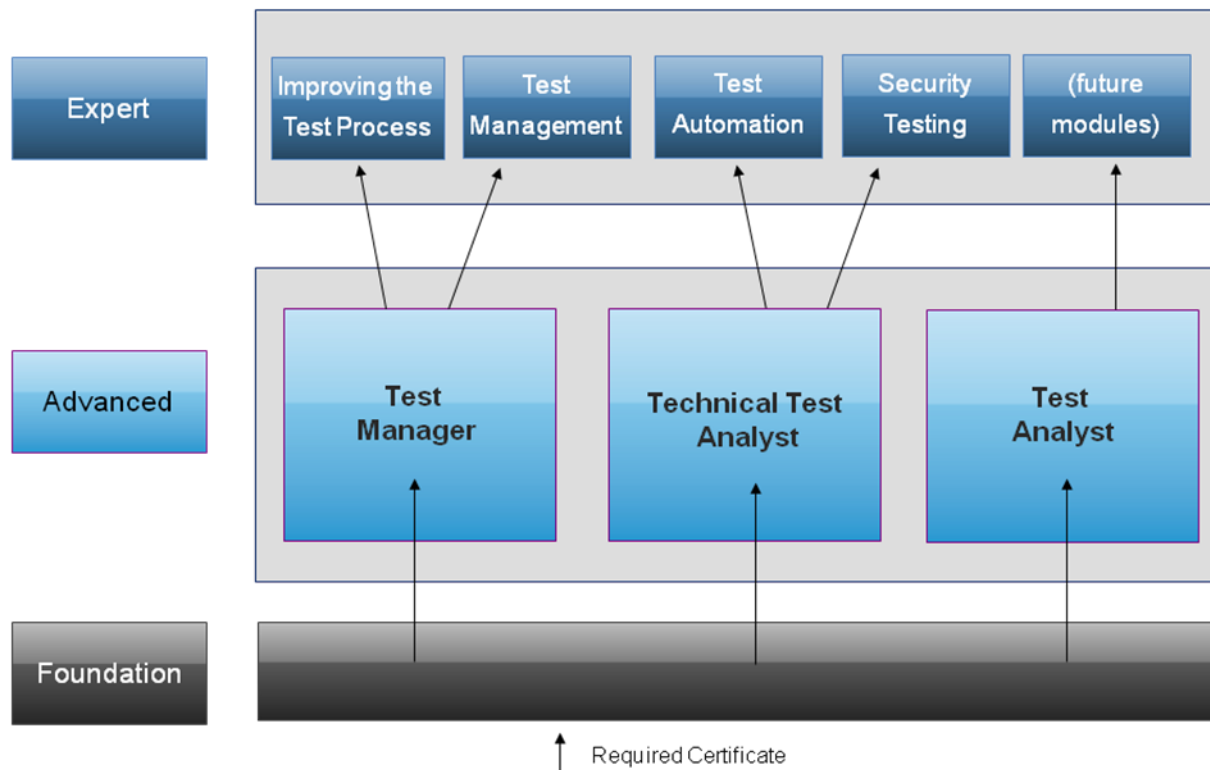 Expert
Improving the
Test Process
Test
Management
Test
Automation
Security
Testing
(future
modules)
Advanced
Test
Manager
Technical Test
Analyst
Test
Analyst
Foundation
Required Certificate